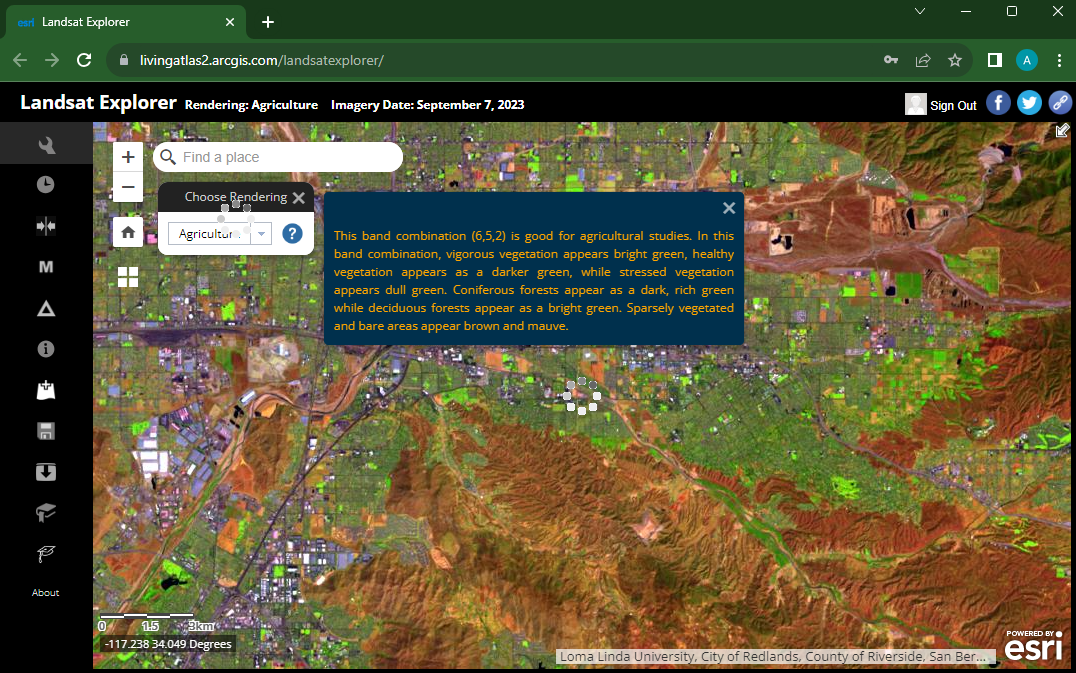 esri Landsat Explorer
livingatlas2.arcgis.com/landsatexplorer/
A
Landsat Explorer Rendering: Agriculture Imagery Date: September 7, 2023
Sign Out
+
Find a place
−
Choose Rendering
Agricultur
?
This band combination (6,5,2) is good for agricultural studies. In this
band combination, vigorous vegetation appears bright green, healthy
vegetation appears as a darker green, while stressed vegetation
appears dull green. Coniferous forests appear as a dark, rich green
while deciduous forests appear as a bright green. Sparsely vegetated
and bare areas appear brown and mauve.
M
About
0 1.5 3km
-117.238 34.049 Degrees
POWERED BY
esri
Loma Linda University, City of Redlands, County of Riverside, San Ber...